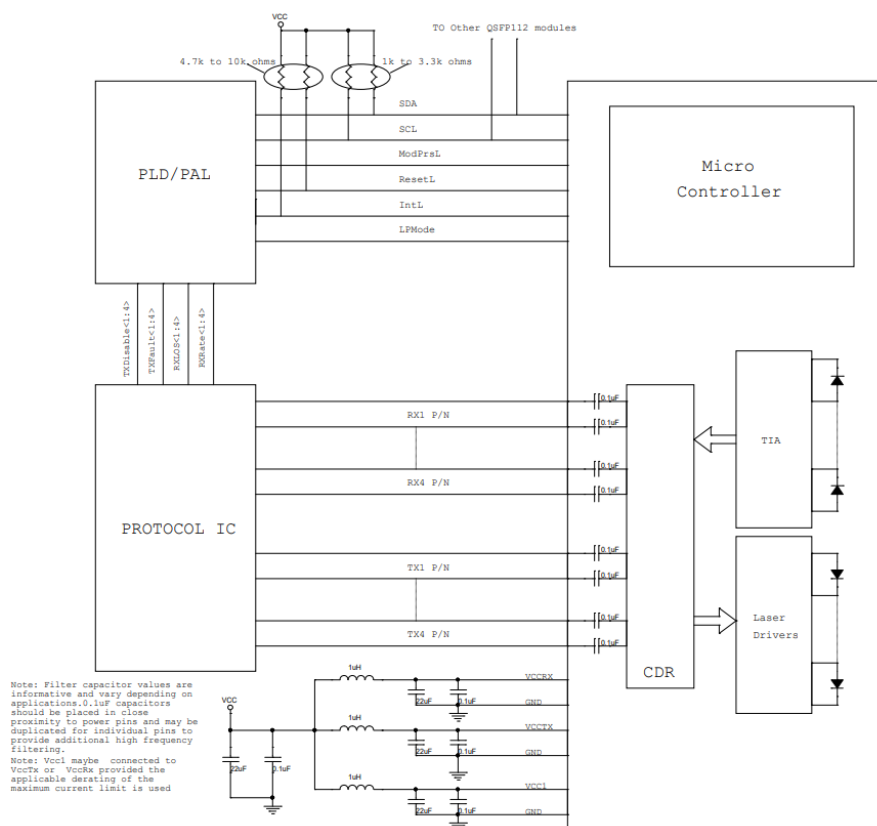 VCC
TO Other QSFP112 modules
4.7k to 10k ohms
1k to 3.3k ohms
SDA
SCL
ModPrsL
ResetL
IntL
LPMode
PLD/PAL
Micro
Controller
TXDisable<1:4>
TXFault<1:4>
RXLOS<1:4>
RXRate<1:4>
0.1uF
RX1 P/N
0.1uF
0.1uF
RX4 P/N
0.1uF
TIA
PROTOCOL IC
0.1uF
TX1 P/N
0.1uF
0.1uF
TX4 P/N
0.1uF
Laser
Drivers
CDR
Note: Filter capacitor values are
informative and vary depending on
applications.0.1uF capacitors
should be placed in close
proximity to power pins and may be
duplicated for individual pins to
provide additional high frequency
filtering.
Note: Vcc1 maybe  connected to
VccTx or  VccRx provided the
applicable derating of the
maximum current limit is used
VCC
22uF
0.1uF
1uH
VCCRX
22uF
0.1uF
GND
1uH
VCCTX
22uF
0.1uF
GND
1uH
VCC1
22uF
0.1uF
GND